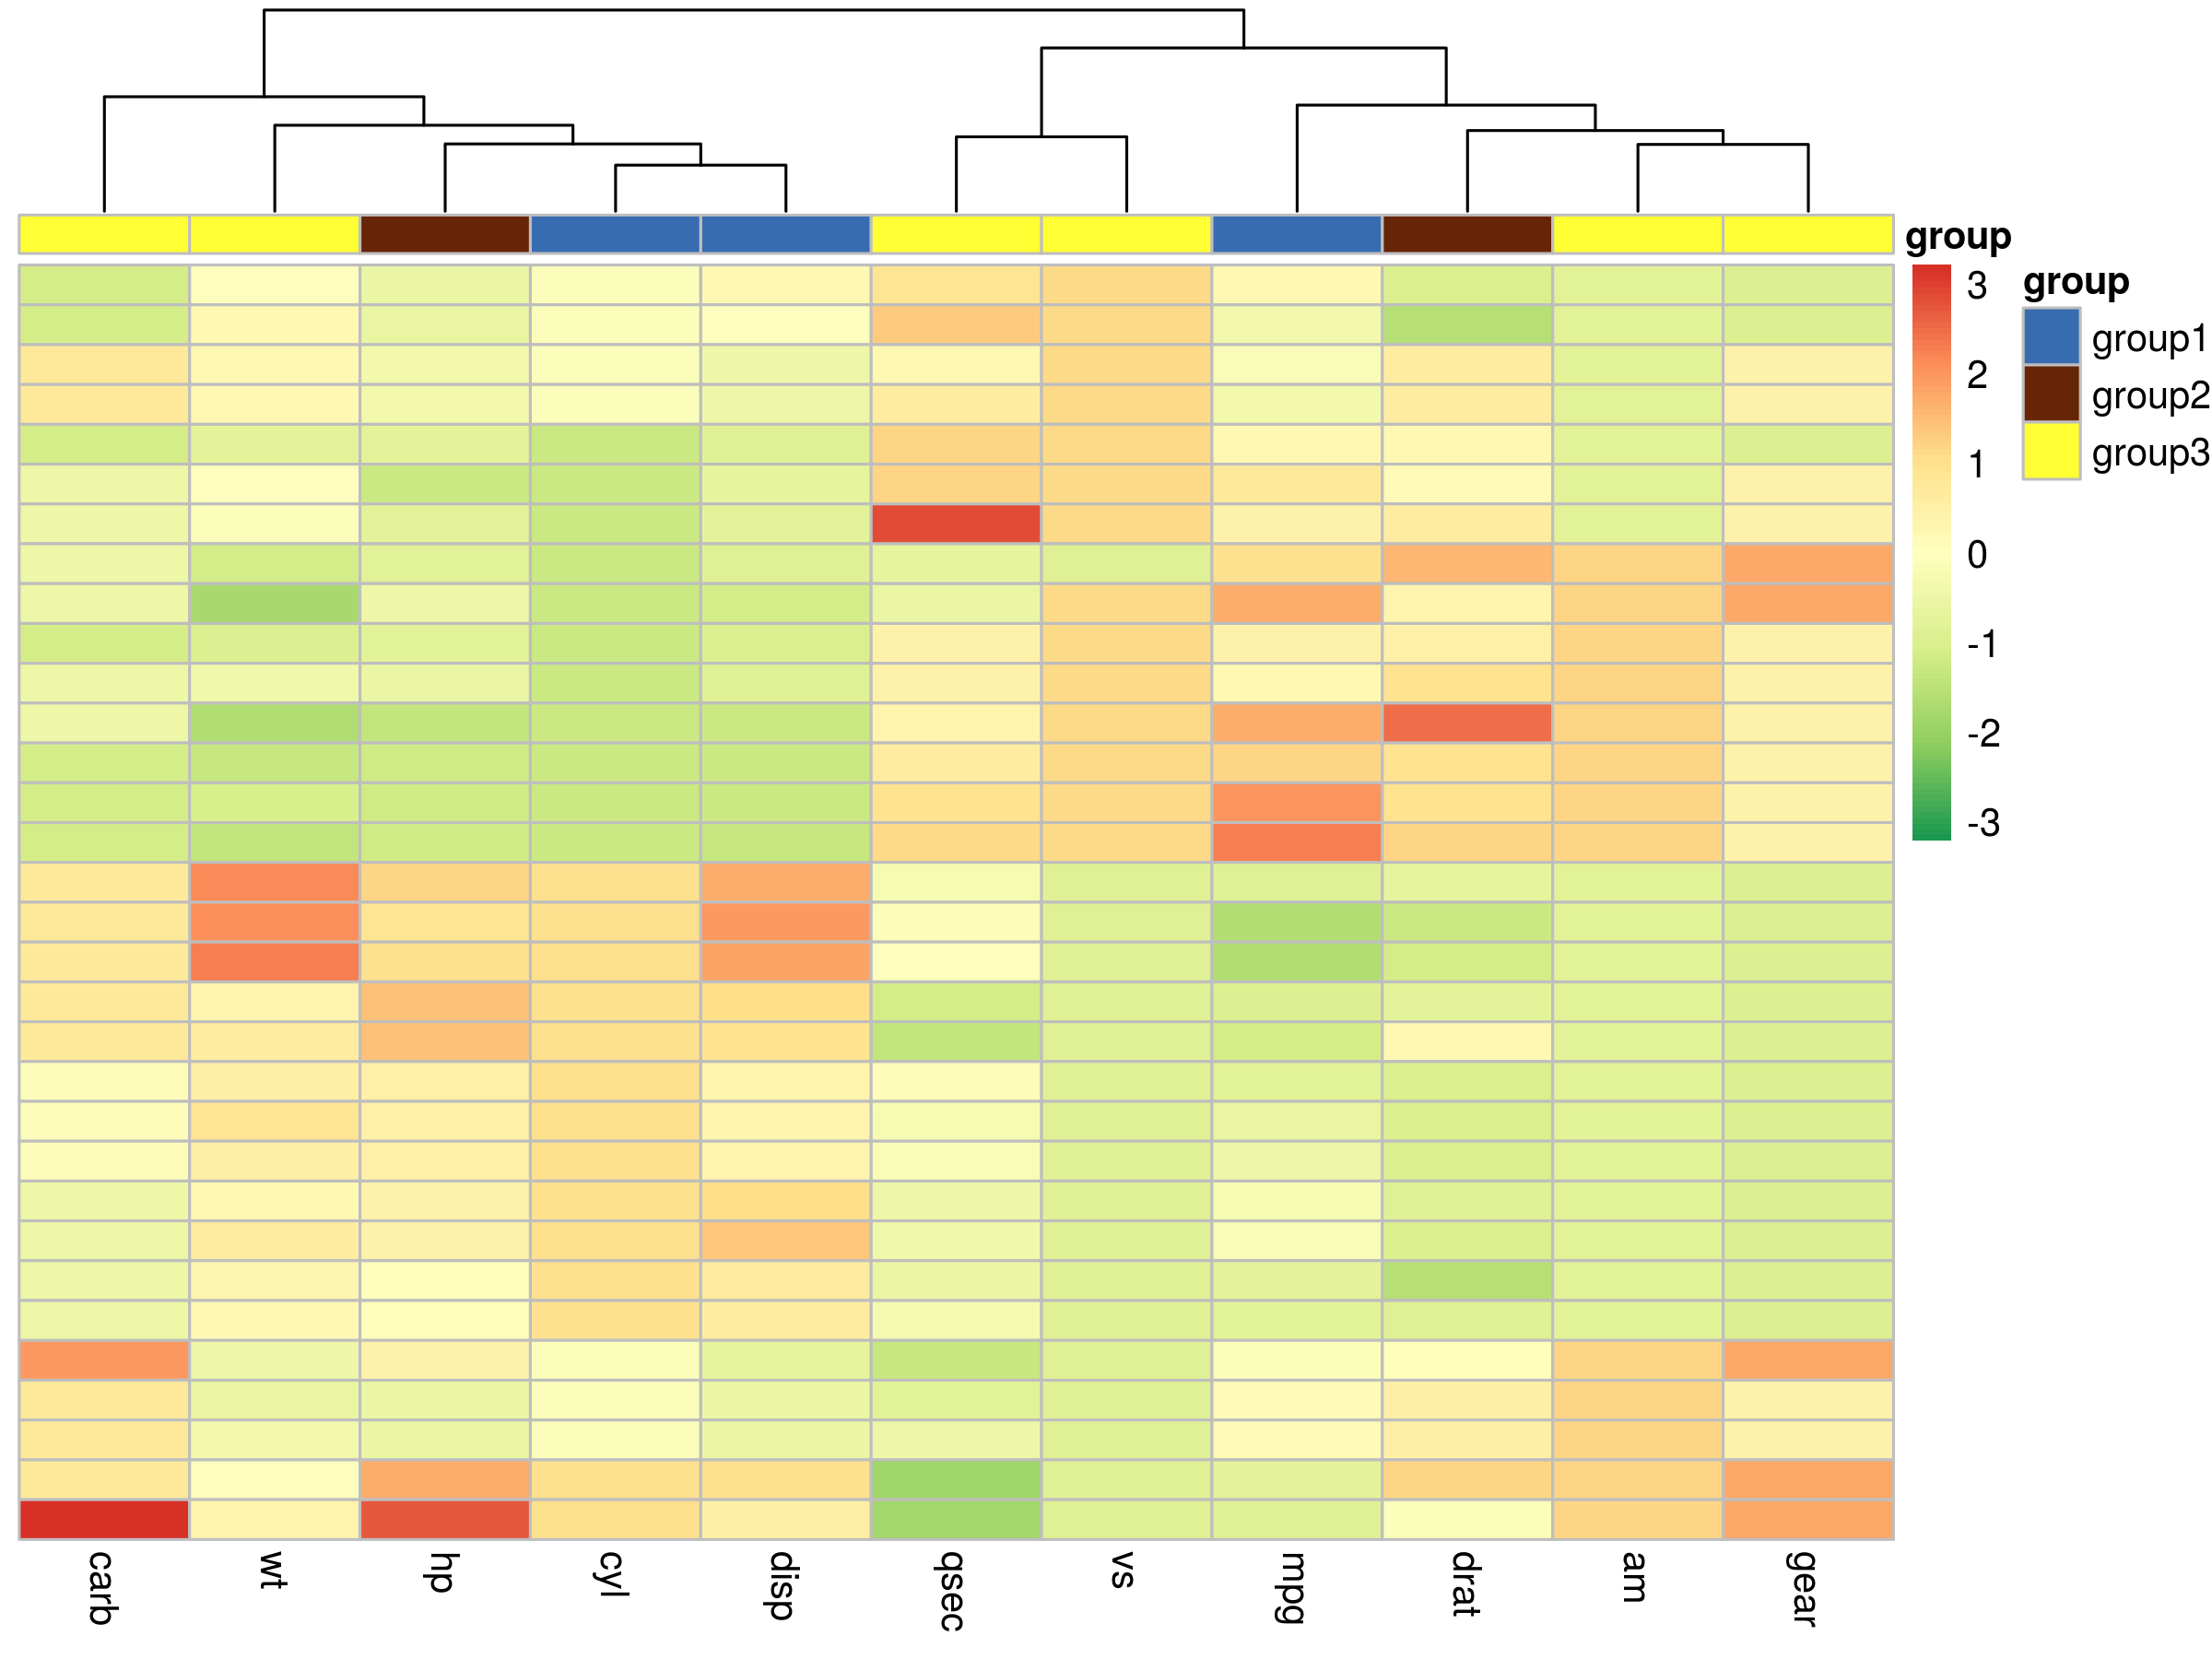 group
3
2
1
0
-1
-2
-3
group
group1
group2
group3
carb
wt
hp
cyl
disp
qsec
vs
mpg
drat
am
gear